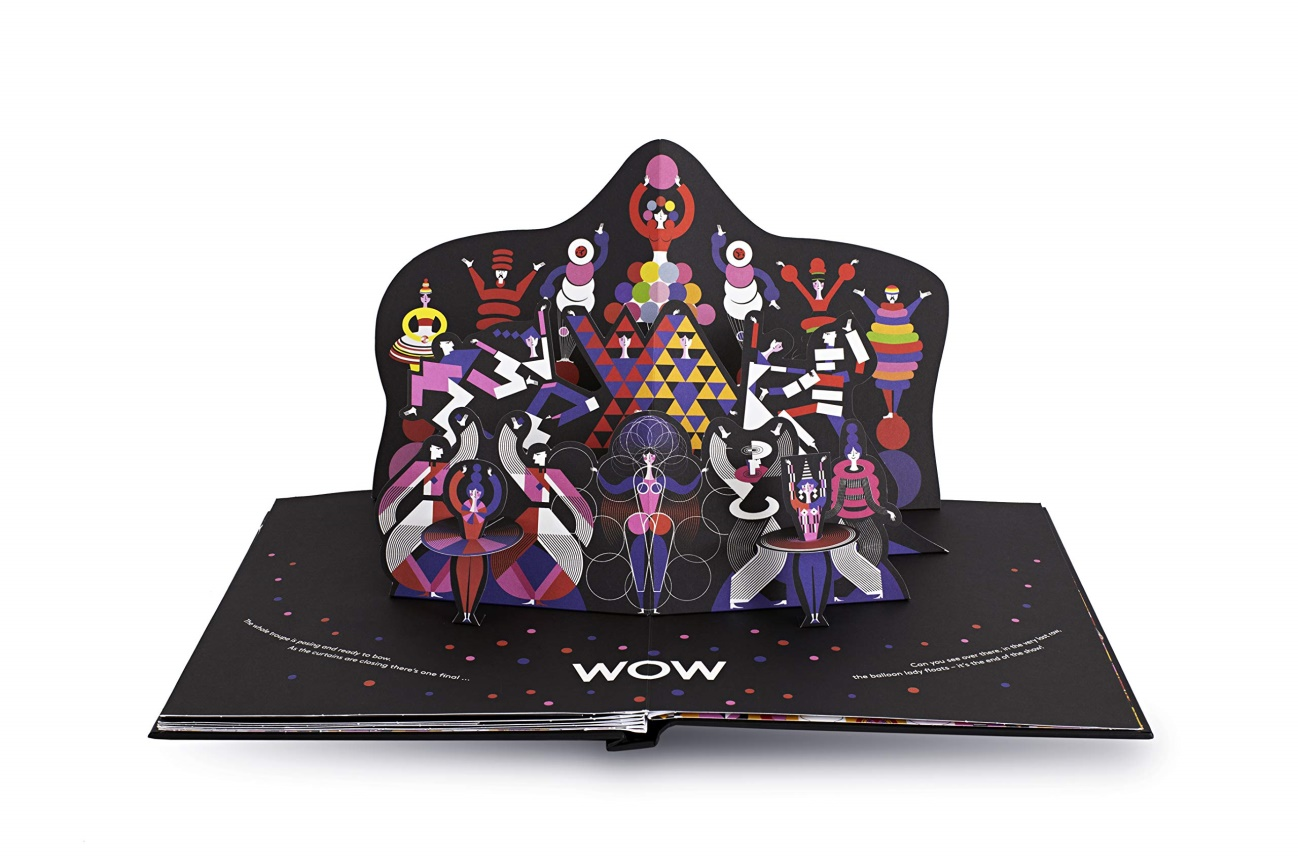 The whole troupe is posing and ready to bow.
As the curtains are closing there's one final ...
WOW
Can you see over there, in the very last row,
the balloon lady floats – it's the end of the show!